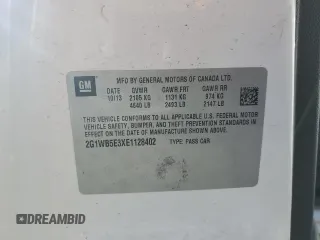 GM
MFD BY GENERAL MOTORS OF CANADA LTD.
DATE GVWR GAWR FRT GAWR RR
10/13 2105 KG 1131 KG 974 KG
4640 LB 2493 LB 2147 LB
THIS VEHICLE CONFORMS TO ALL APPLICABLE U.S. FEDERAL MOTOR
VEHICLE SAFETY, BUMPER, AND THEFT PREVENTION STANDARDS IN
EFFECT ON THE DATE OF MANUFACTURE SHOWN ABOVE.
2G1WB5E3XE1128402 TYPE: PASS CAR
DREAMBID